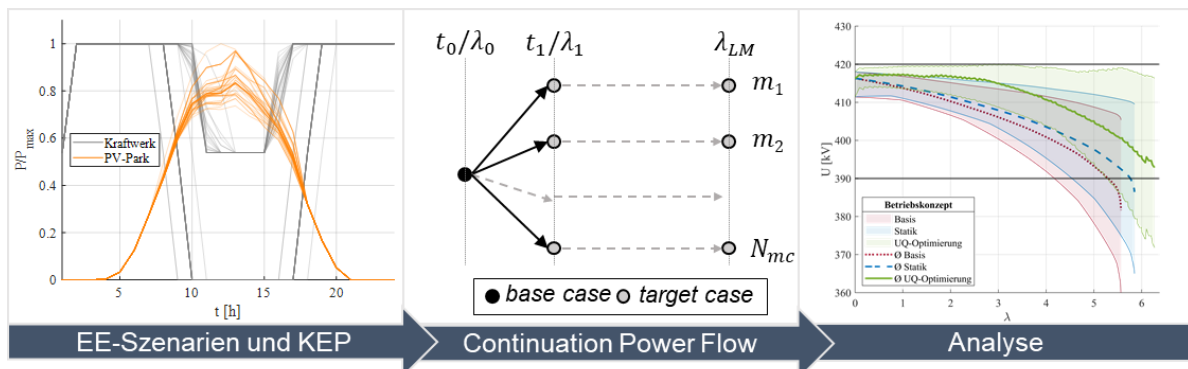 P/P_max
1
0.8
0.6
0.4
0.2
0
Kraftwerk
PV-Park
5 10 15 20
t [h]
t₀/λ₀ t₁/λ₁ λ_LM
m₁
m₂
N_mc
base case target case
U [kV]
420
410
400
390
380
370
360
Betriebskonzept
Basis
Statik
UQ-Optimierung
Ø Basis
Ø Statik
Ø UQ-Optimierung
0 1 2 3 4 5 6
λ
EE-Szenarien und KEP
Continuation Power Flow
Analyse